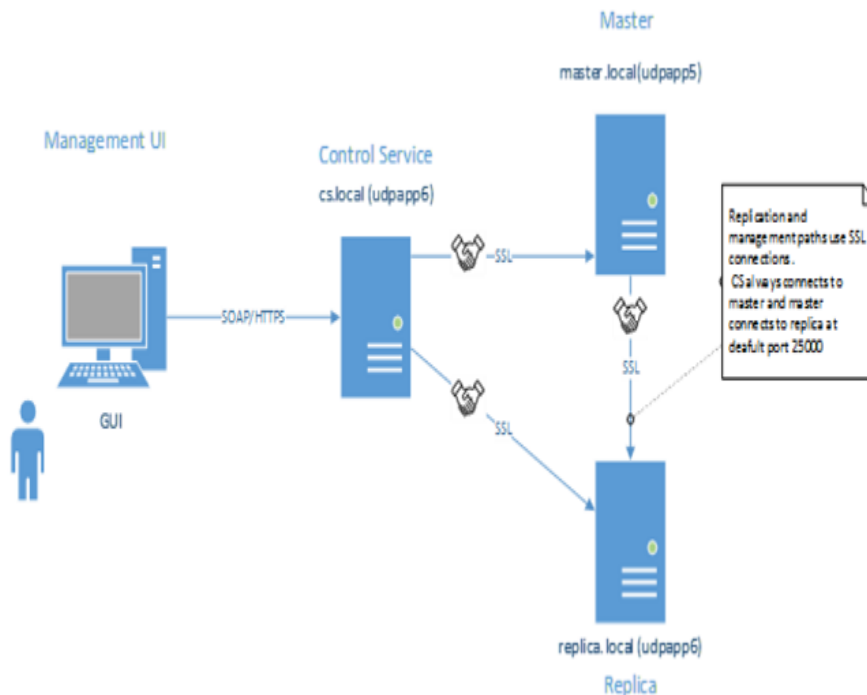 Master
master.local(udpapp5)
Management UI
Control Service
cs.local (udpapp6)
SSL
SOAP/HTTPS
GUI
SSL
SSL
Replication and
management paths use SSL
connections .
CS always connects to
master and master
connects to replica at
deafult port 25000
replica.local (udpapp6)
Replica